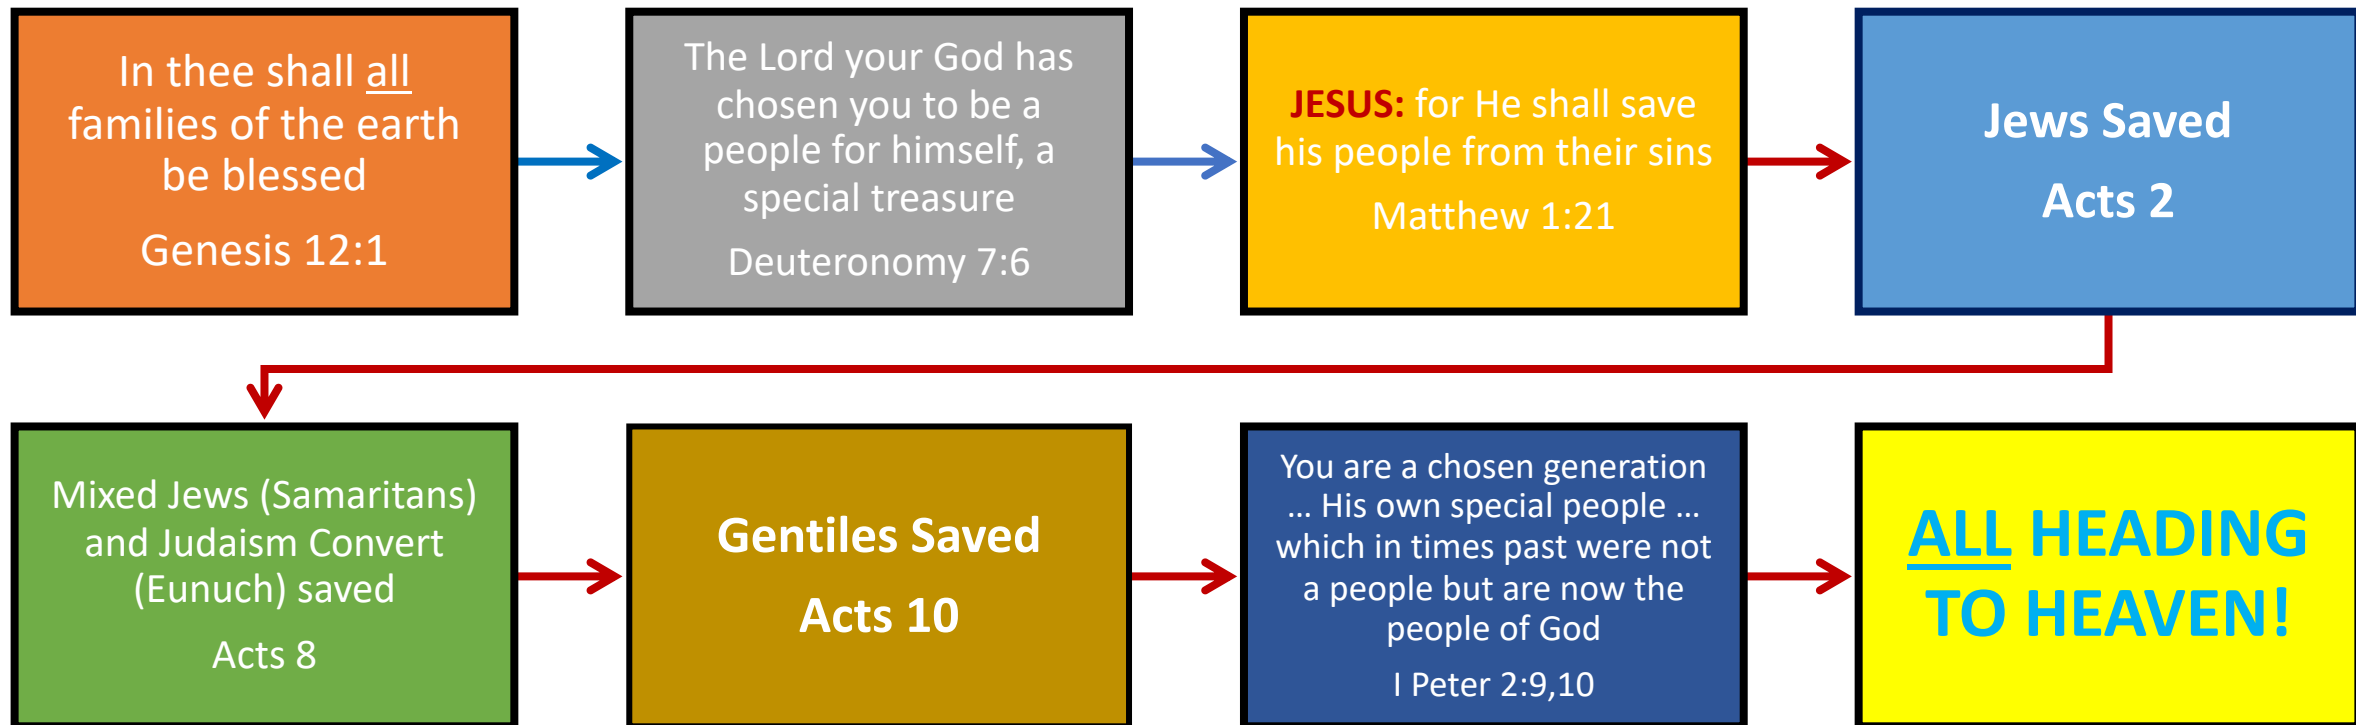 In thee shall all
families of the earth
be blessed
Genesis 12:1
The Lord your God has
chosen you to be a
people for himself, a
special treasure
Deuteronomy 7:6
JESUS: for He shall save
his people from their sins
Matthew 1:21
Jews Saved
Acts 2
Mixed Jews (Samaritans)
and Judaism Convert
(Eunuch) saved
Acts 8
Gentiles Saved
Acts 10
You are a chosen generation
... His own special people ...
which in times past were not
a people but are now the
people of God
I Peter 2:9,10
ALL HEADING
TO HEAVEN!